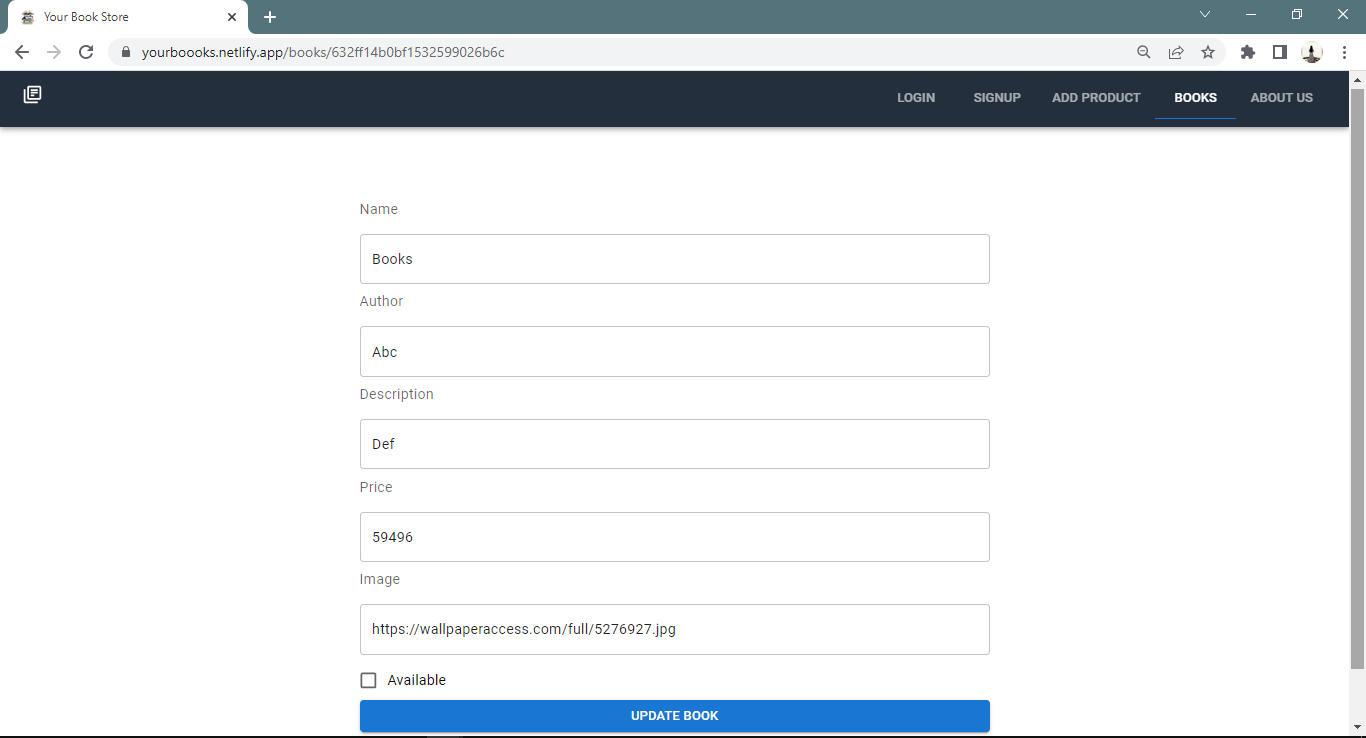 Your Book Store
yourboooks.netlify.app/books/632ff14b0bf1532599026b6c
LOGIN SIGNUP ADD PRODUCT BOOKS ABOUT US
Name
Books
Author
Abc
Description
Def
Price
59496
Image
https://wallpaperaccess.com/full/5276927.jpg
Available
UPDATE BOOK